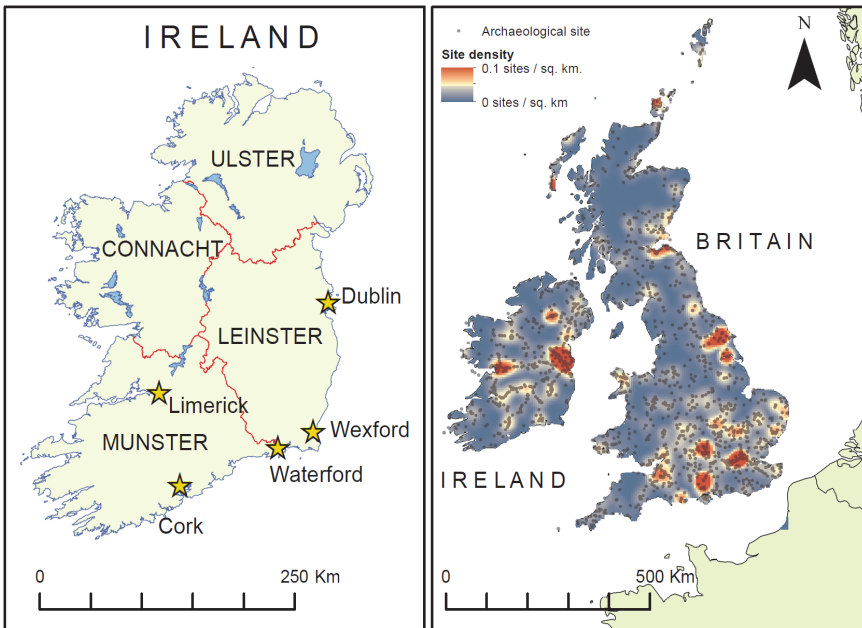 IRELAND
ULSTER
CONNACHT
Dublin
LEINSTER
Limerick
Wexford
MUNSTER
Waterford
Cork
0
250 Km
Archaeological site
Site density
0.1 sites / sq. km.
0 sites / sq. km
N
BRITAIN
IRELAND
0
500 Km